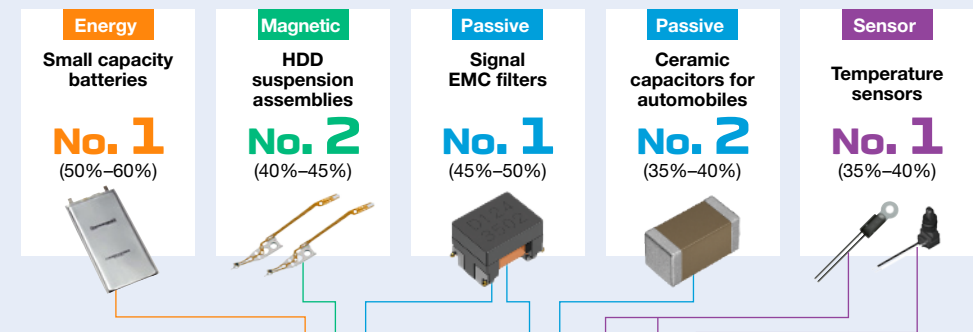 Energy
Small capacity
batteries
No. 1
(50%–60%)
Magnetic
HDD
suspension
assemblies
No. 2
(40%–45%)
Passive
Signal
EMC filters
No. 1
(45%–50%)
Passive
Ceramic
capacitors for
automobiles
No. 2
(35%–40%)
Sensor
Temperature
sensors
No. 1
(35%–40%)